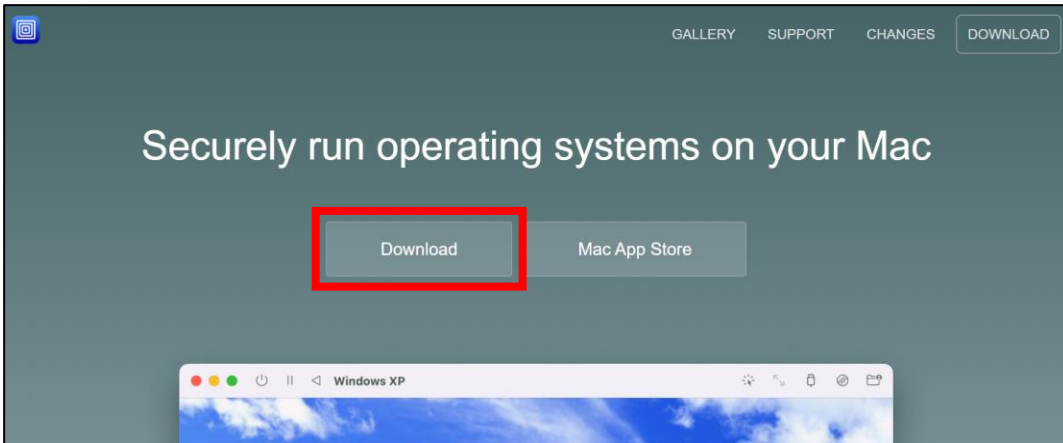 GALLERY SUPPORT CHANGES DOWNLOAD
Securely run operating systems on your Mac
Download Mac App Store
Windows XP